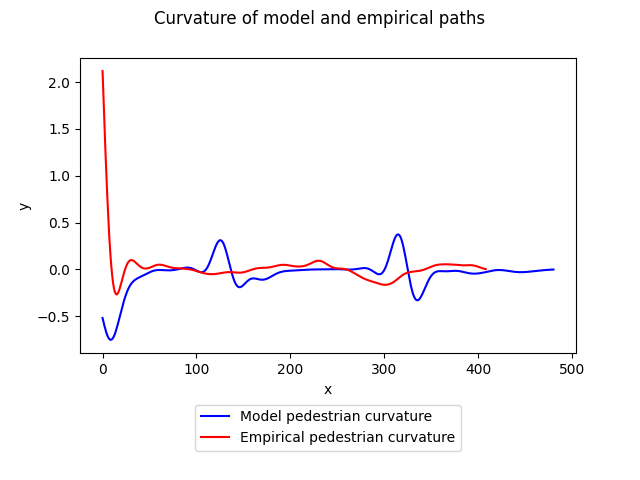 Curvature of model and empirical paths
2.0
1.5
1.0
0.5
0.0
−0.5
y
0 100 200 300 400 500
x
Model pedestrian curvature
Empirical pedestrian curvature